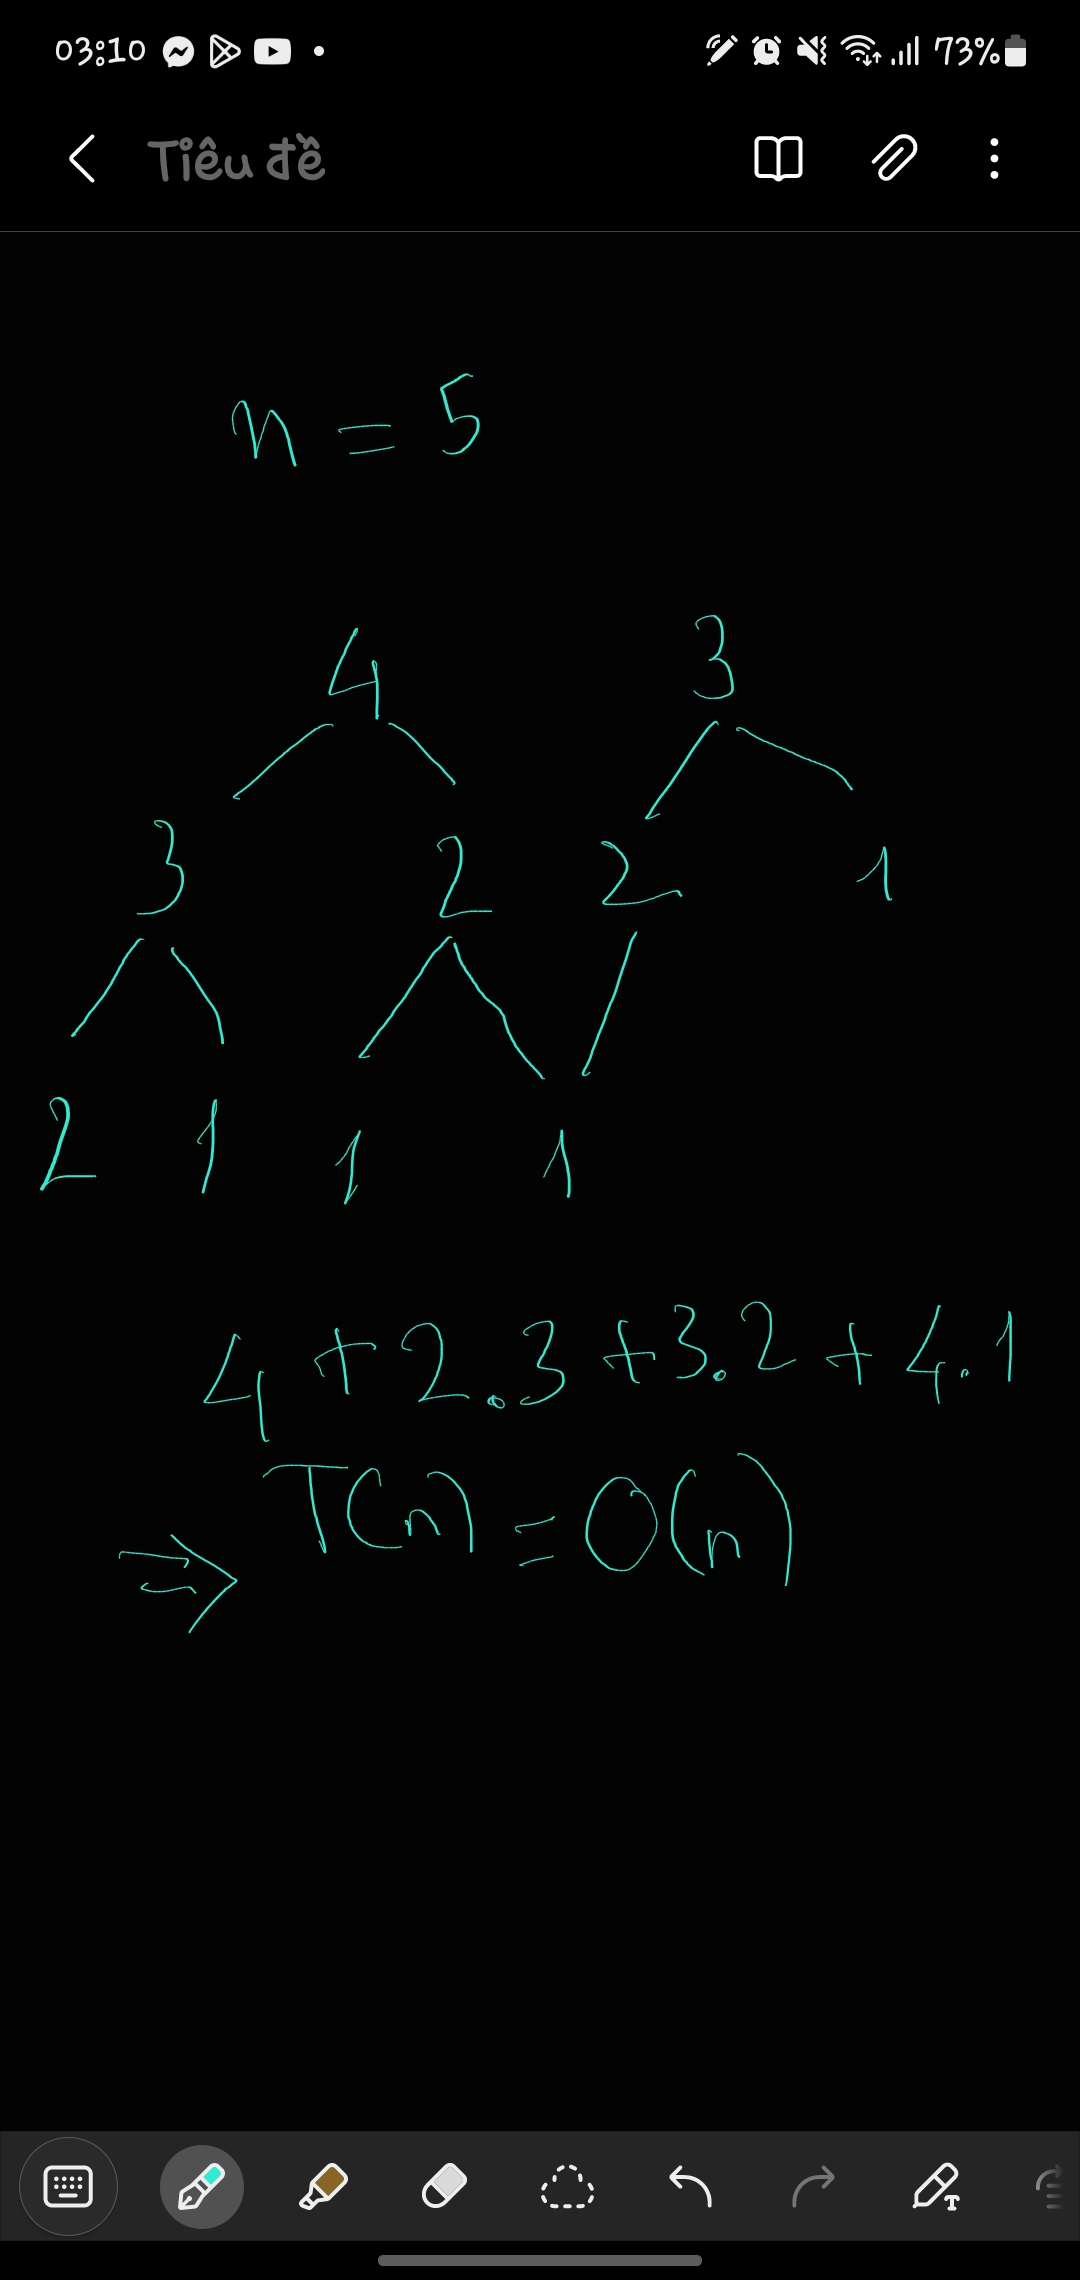 03:10 73%
Tiêu đề
n = 5
4 3
3 2 2 1
2 1 1 1
4 + 2.3 + 3.2 + 4.1
⇒ T(n) = O(n)
T